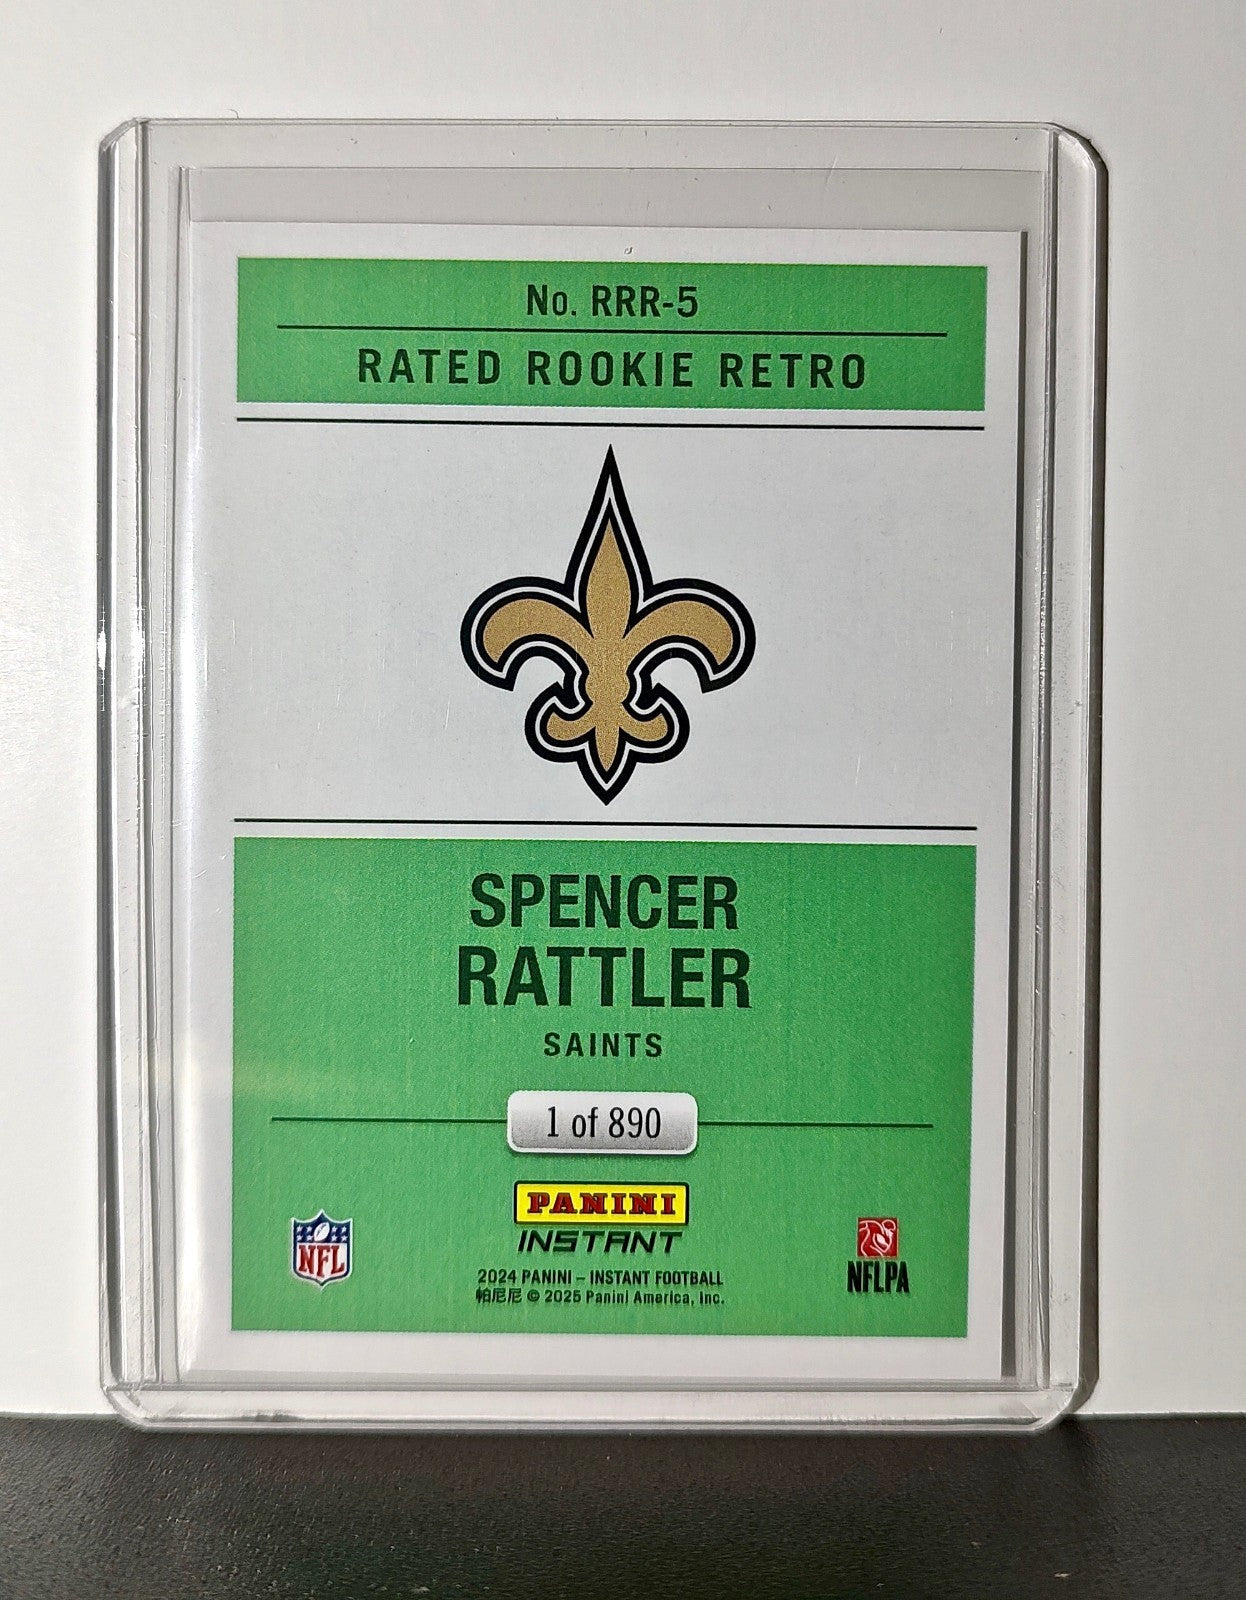 No. RRR-5
RATED ROOKIE RETRO
SPENCER
RATTLER
SAINTS
1 of 890
PANINI
INSTANT
NFL
NFLPA
2024 PANINI – INSTANT FOOTBALL
帕尼尼 © 2025 Panini America, Inc.